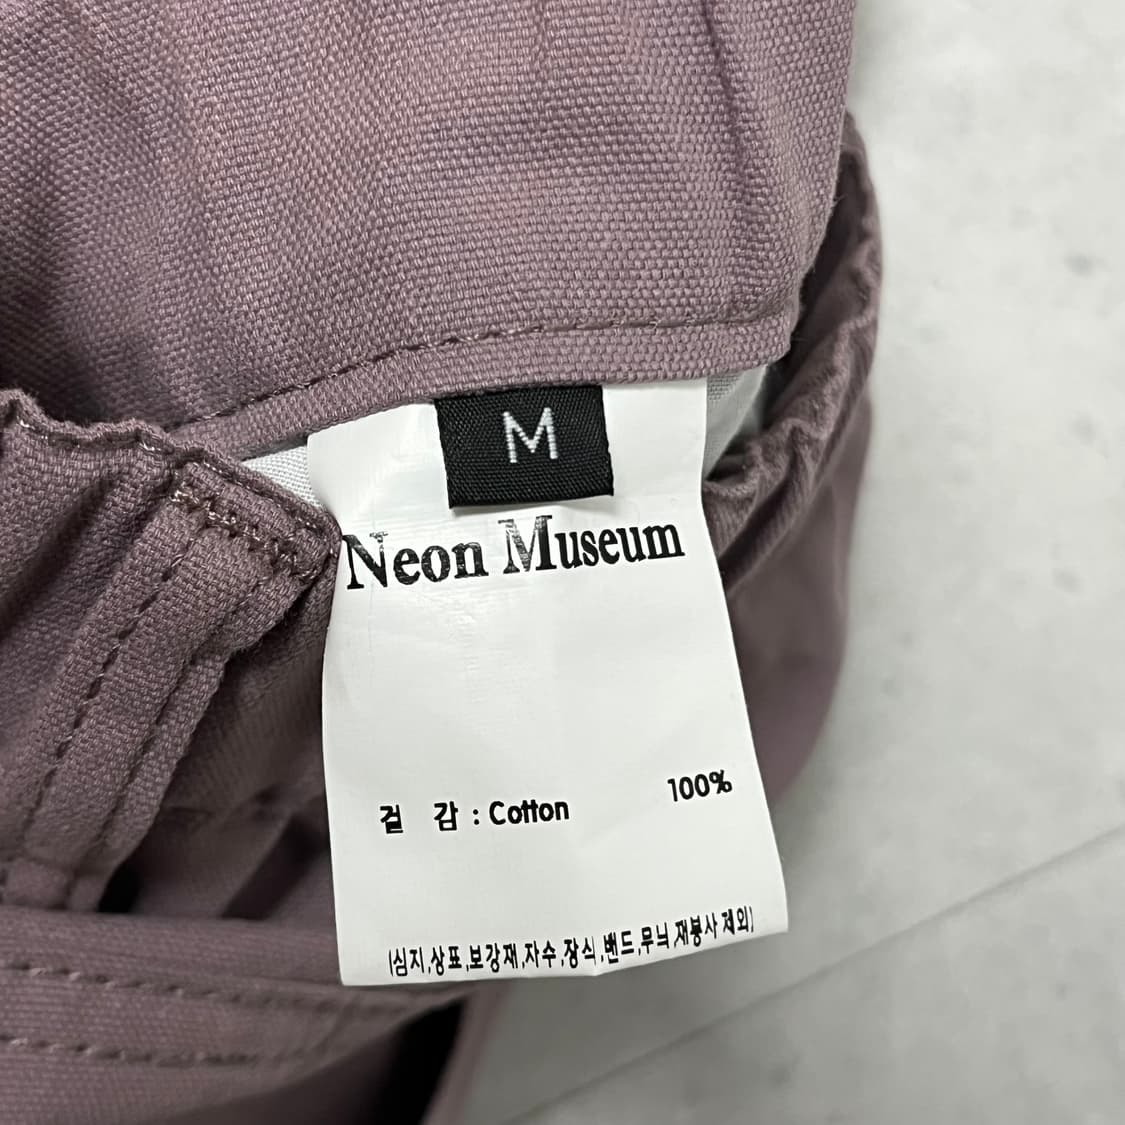 M
Neon Museum
걸 감 : Cotton 100%
(심지,상표,보강재,자수,장식,밴드,무늬,재봉사 제외)